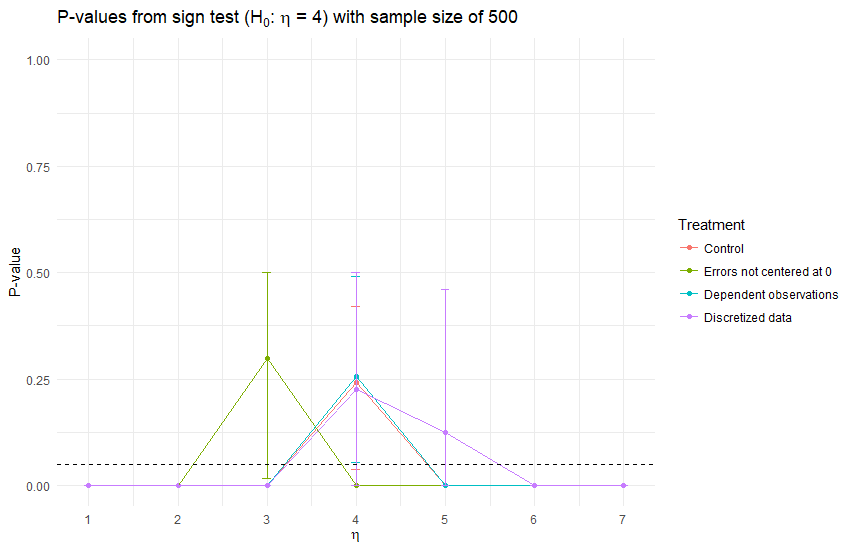 P-values from sign test (H₀: η = 4) with sample size of 500
1.00
0.75
0.50
0.25
0.00
P-value
1 2 3 4 5 6 7
η
Treatment
Control
Errors not centered at 0
Dependent observations
Discretized data